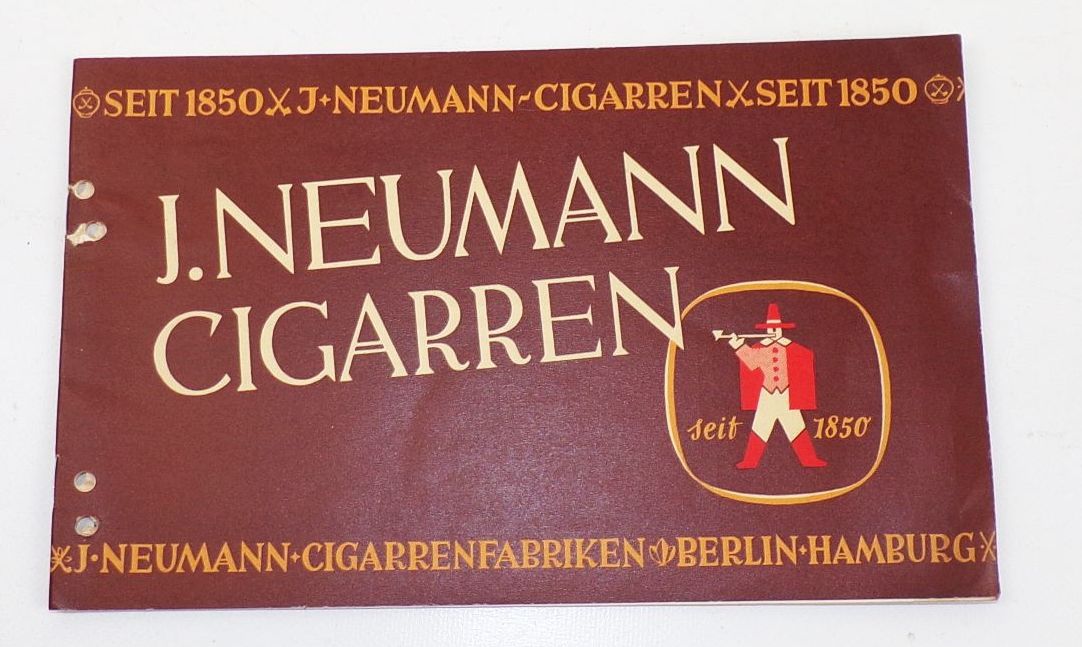 SEIT 1850 J·NEUMANN-CIGARREN SEIT 1850
J. NEUMANN
CIGARREN
seit 1850
J·NEUMANN·CIGARRENFABRIKEN BERLIN·HAMBURG